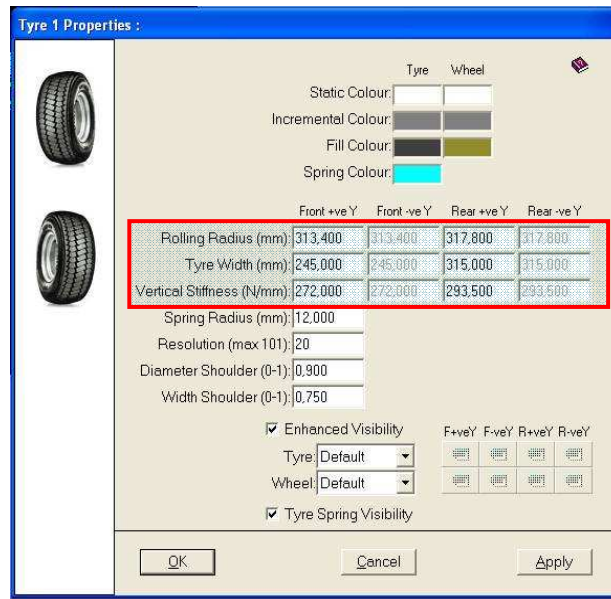 Tyre 1 Properties :
Tyre Wheel
Static Colour:
Incremental Colour:
Fill Colour:
Spring Colour:
Front +ve Y Front -ve Y Rear +ve Y Rear -ve Y
Rolling Radius (mm): 313,400 313,400 317,800 317,800
Tyre Width (mm): 245,000 245,000 315,000 315,000
Vertical Stiffness (N/mm): 272,000 272,000 293,500 293,500
Spring Radius (mm): 12,000
Resolution (max 101): 20
Diameter Shoulder (0-1): 0,900
Width Shoulder (0-1): 0,750
Enhanced Visibility F+veY F-veY R+veY R-veY
Tyre: Default
Wheel: Default
Tyre Spring Visibility
OK Cancel Apply